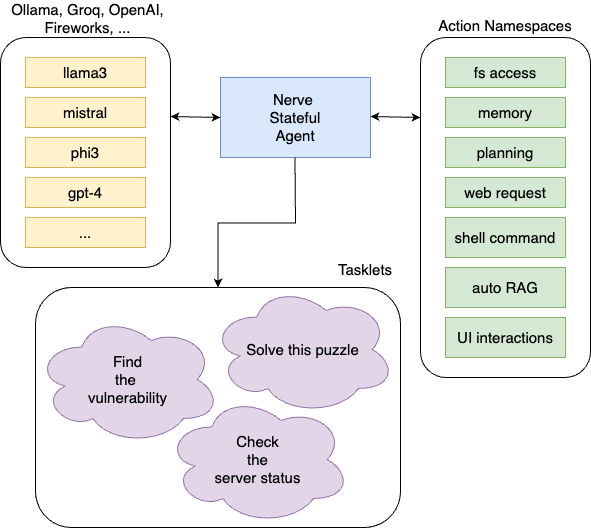 Ollama, Groq, OpenAI,
Fireworks, ...
llama3
mistral
phi3
gpt-4
...
Nerve
Stateful
Agent
Action Namespaces
fs access
memory
planning
web request
shell command
auto RAG
UI interactions
Tasklets
Find
the
vulnerability
Solve this puzzle
Check
the
server status